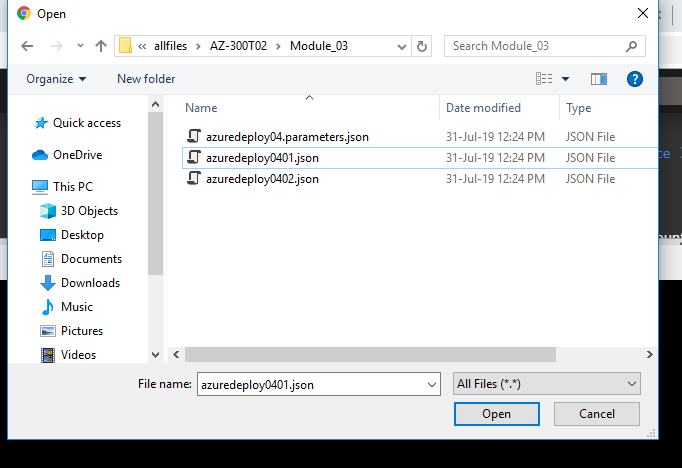 Open
« allfiles > AZ-300T02 > Module_03
Search Module_03
Organize
New folder
Name
Date modified
Type
Quick access
OneDrive
This PC
3D Objects
Desktop
Documents
Downloads
Music
Pictures
Videos
azuredeploy04.parameters.json 31-Jul-19 12:24 PM JSON File
azuredeploy0401.json 31-Jul-19 12:24 PM JSON File
azuredeploy0402.json 31-Jul-19 12:24 PM JSON File
File name: azuredeploy0401.json
All Files (*.*)
Open
Cancel